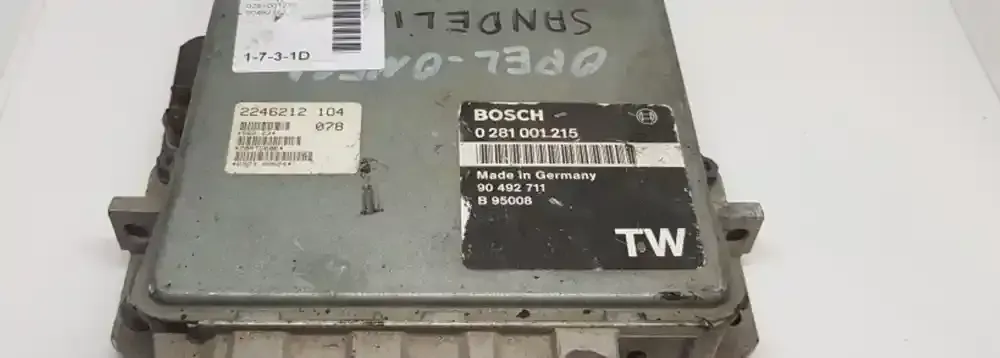 1-7-3-1D
SANDELI
OPEL-OMEGA
2246212 104
078
BOSCH
0 281 001 215
Made in Germany
90 492 711
B 95008
TW